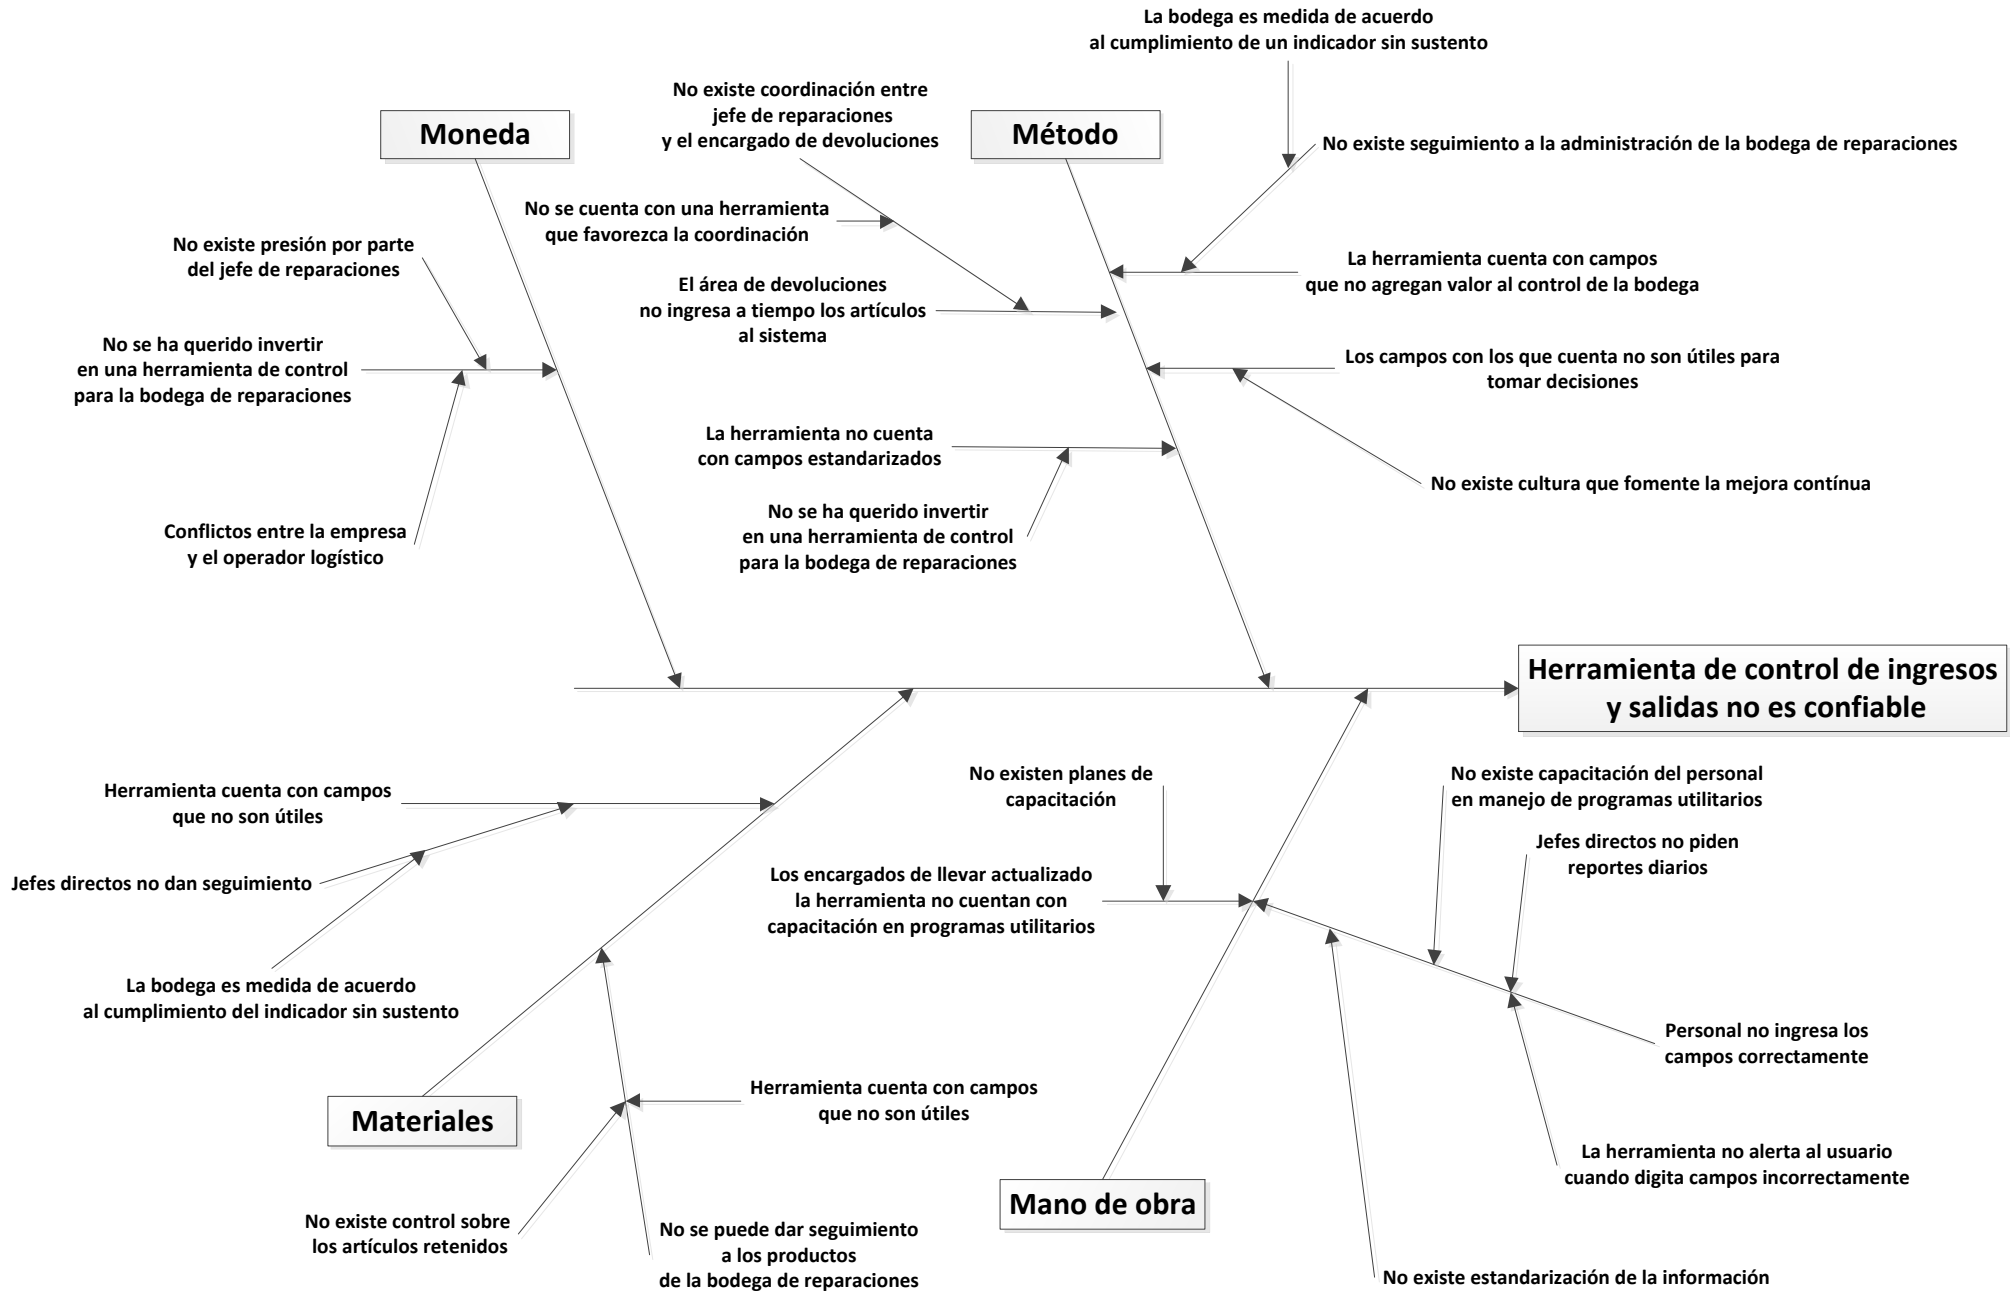 La bodega es medida de acuerdo
al cumplimiento de un indicador sin sustento
No existe coordinación entre
jefe de reparaciones
y el encargado de devoluciones
Moneda
Método
No existe seguimiento a la administración de la bodega de reparaciones
No se cuenta con una herramienta
que favorezca la coordinación
No existe presión por parte
del jefe de reparaciones
La herramienta cuenta con campos
que no agregan valor al control de la bodega
El área de devoluciones
no ingresa a tiempo los artículos
al sistema
No se ha querido invertir
en una herramienta de control
para la bodega de reparaciones
Los campos con los que cuenta no son útiles para
tomar decisiones
La herramienta no cuenta
con campos estandarizados
No existe cultura que fomente la mejora contínua
No se ha querido invertir
en una herramienta de control
para la bodega de reparaciones
Conflictos entre la empresa
y el operador logístico
Herramienta de control de ingresos
y salidas no es confiable
No existen planes de
capacitación
No existe capacitación del personal
en manejo de programas utilitarios
Herramienta cuenta con campos
que no son útiles
Jefes directos no piden
reportes diarios
Jefes directos no dan seguimiento
Los encargados de llevar actualizado
la herramienta no cuentan con
capacitación en programas utilitarios
La bodega es medida de acuerdo
al cumplimiento del indicador sin sustento
Personal no ingresa los
campos correctamente
Herramienta cuenta con campos
que no son útiles
Materiales
La herramienta no alerta al usuario
cuando digita campos incorrectamente
Mano de obra
No existe control sobre
los artículos retenidos
No se puede dar seguimiento
a los productos
de la bodega de reparaciones
No existe estandarización de la información